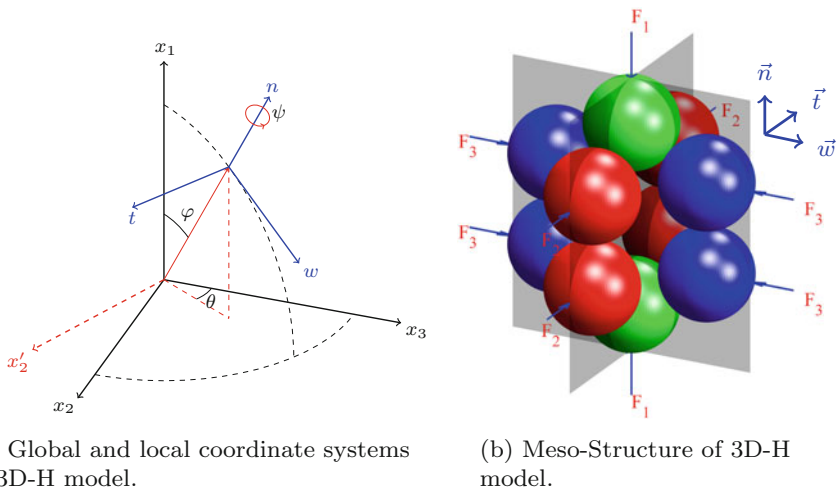 x₁
n
ψ
φ
t
w
θ
x₃
x′₂
x₂
F₁
n⃗
t⃗
w⃗
F₂
F₃
F₃
F₃
F₂
F₃
F₂
F₁
Global and local coordinate systems
3D-H model.
(b) Meso-Structure of 3D-H
model.